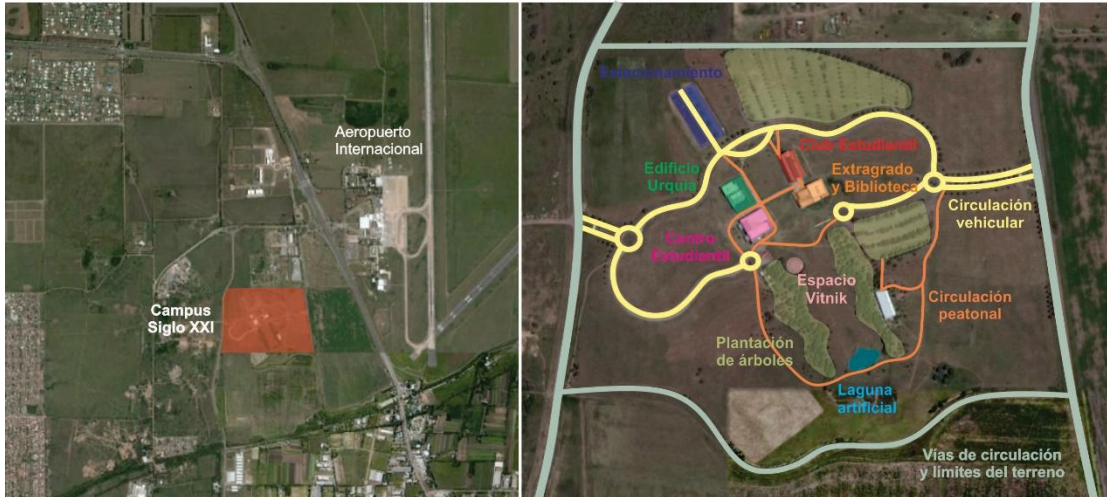 Aeropuerto
Internacional
Campus
Siglo XXI
Estacionamiento
Club Estudiantil
Edificio
Urquía
Extragrado
y Biblioteca
Circulación
vehicular
Centro
Estudiantil
Espacio
Vitnik
Circulación
peatonal
Plantación
de árboles
Laguna
artificial
Vías de circulación
y límites del terreno